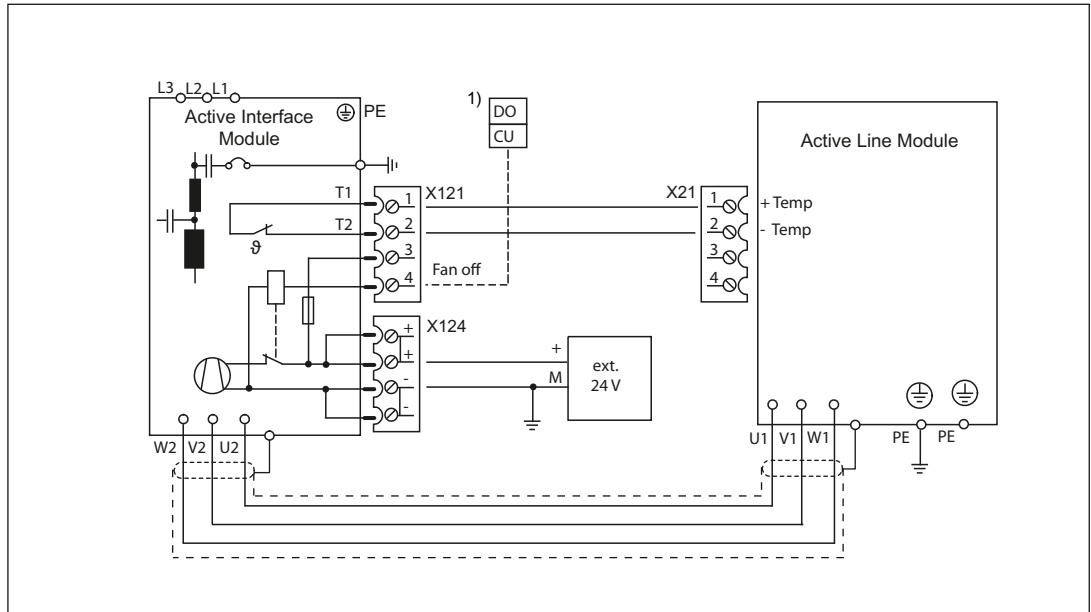 L3 L2 L1
Active Interface
Module
PE
1)
DO
CU
Active Line Module
T1
T2
ϑ
X121
1
2
3
4
Fan off
X21
1
2
3
4
+ Temp
- Temp
X124
+
+
-
-
+
M
ext.
24 V
W2 V2 U2
U1 V1 W1
PE PE